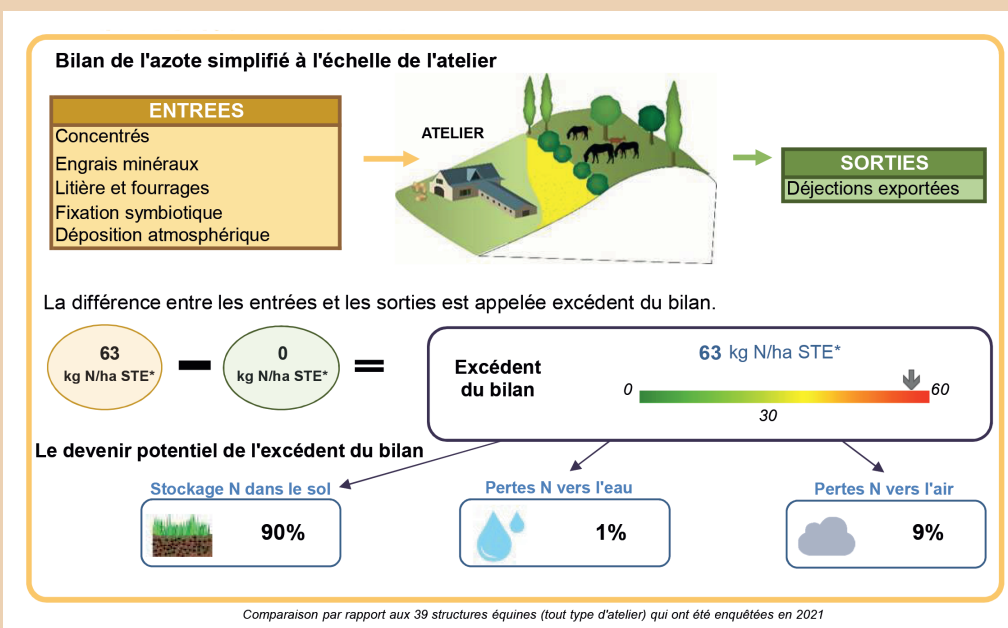 Bilan de l'azote simplifié à l'échelle de l'atelier
ENTREES
Concentrés
Engrais minéraux
Litière et fourrages
Fixation symbiotique
Déposition atmosphérique
ATELIER
SORTIES
Déjections exportées
La différence entre les entrées et les sorties est appelée excédent du bilan.
63
kg N/ha STE*
0
kg N/ha STE*
=
Excédent
du bilan
63 kg N/ha STE*
0
60
30
Le devenir potentiel de l'excédent du bilan
Stockage N dans le sol
90%
Pertes N vers l'eau
1%
Pertes N vers l'air
9%
Comparaison par rapport aux 39 structures équines (tout type d'atelier) qui ont été enquêtées en 2021